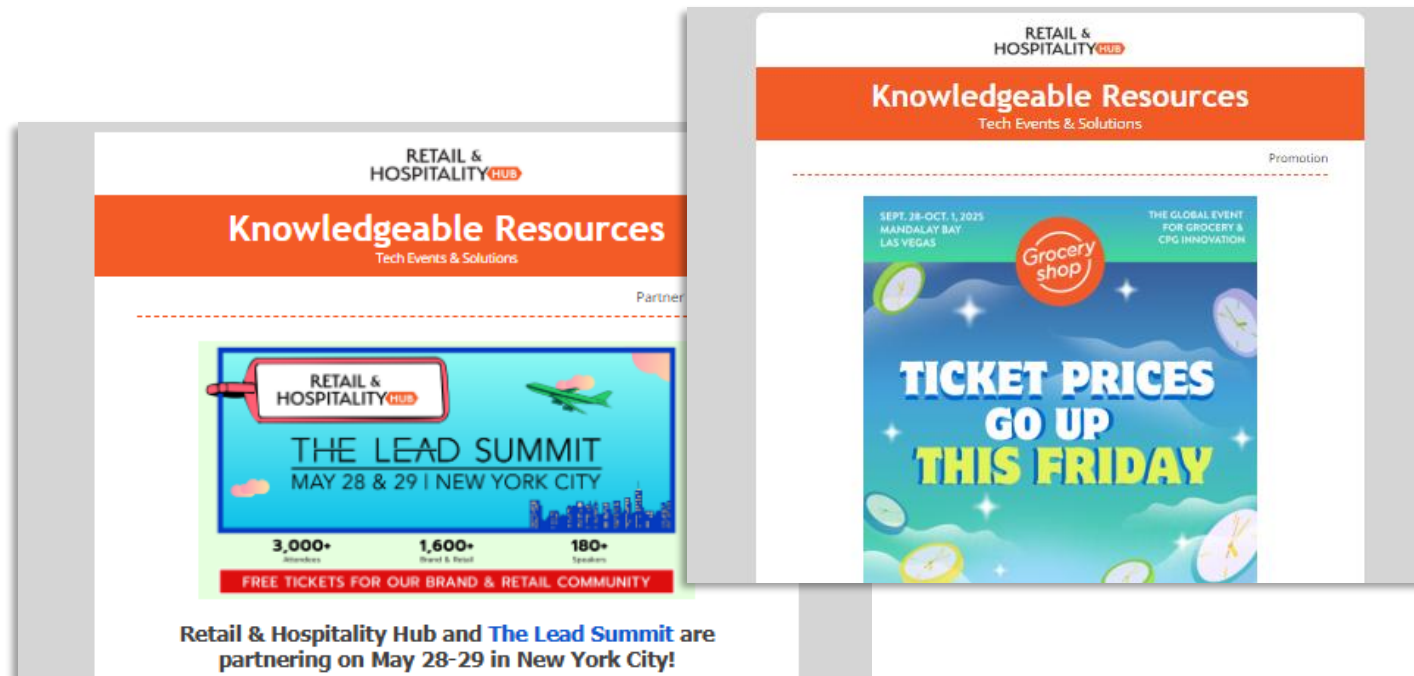 RETAIL &
HOSPITALITY HUB
Knowledgeable Resources
Tech Events & Solutions
Partner
RETAIL &
HOSPITALITY HUB
THE LEAD SUMMIT
MAY 28 & 29 | NEW YORK CITY
3,000+ 1,600+ 180+
Attendees Brand & Retail Speakers
FREE TICKETS FOR OUR BRAND & RETAIL COMMUNITY
Retail & Hospitality Hub and The Lead Summit are
partnering on May 28-29 in New York City!
RETAIL &
HOSPITALITY HUB
Knowledgeable Resources
Tech Events & Solutions
Promotion
SEPT. 28-OCT. 1, 2025
MANDALAY BAY
LAS VEGAS
Grocery
shop
THE GLOBAL EVENT
FOR GROCERY &
CPG INNOVATION
TICKET PRICES
GO UP
THIS FRIDAY